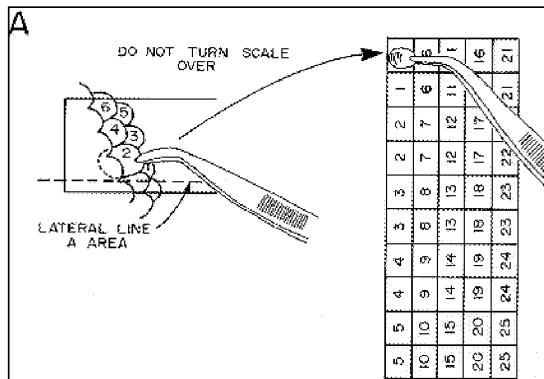 A
DO NOT TURN SCALE
OVER
6 5
4 3
2 1
LATERAL LINE
A AREA
6 11 16 21
1 6 11 21
2 7 12 17
2 7 12 17 22
3 8 13 18 23
3 8 13 18 23
4 9 14 19 24
4 9 14 19 24
5 10 15 20 25
5 10 15 20 25